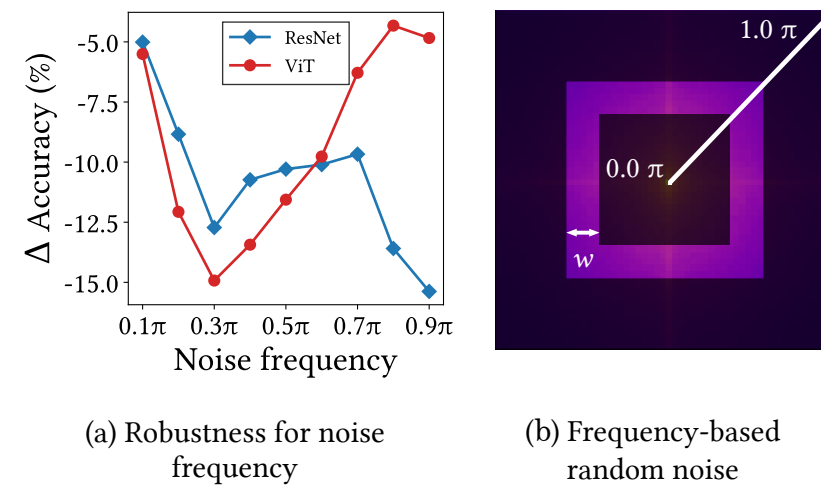 Δ Accuracy (%)
-5.0
-7.5
-10.0
-12.5
-15.0
ResNet
ViT
0.1π 0.3π 0.5π 0.7π 0.9π
Noise frequency
1.0 π
0.0 π
w
(a) Robustness for noise
frequency
(b) Frequency-based
random noise